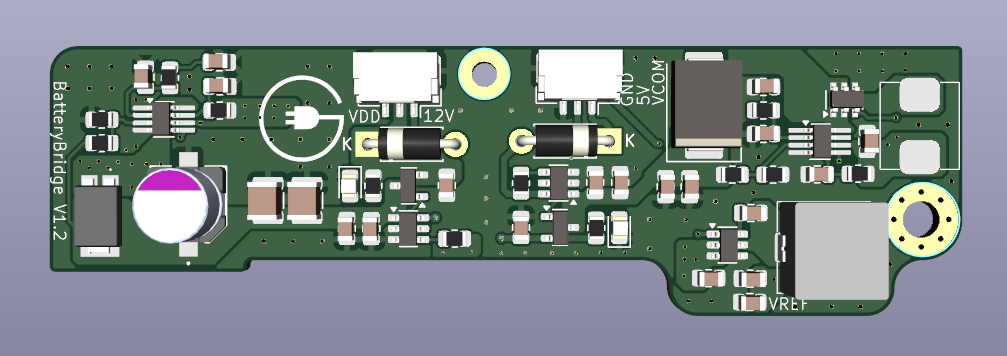 BatteryBridge V1.2
VDD
12V
K
GND
5V
VCOM
K
VREF